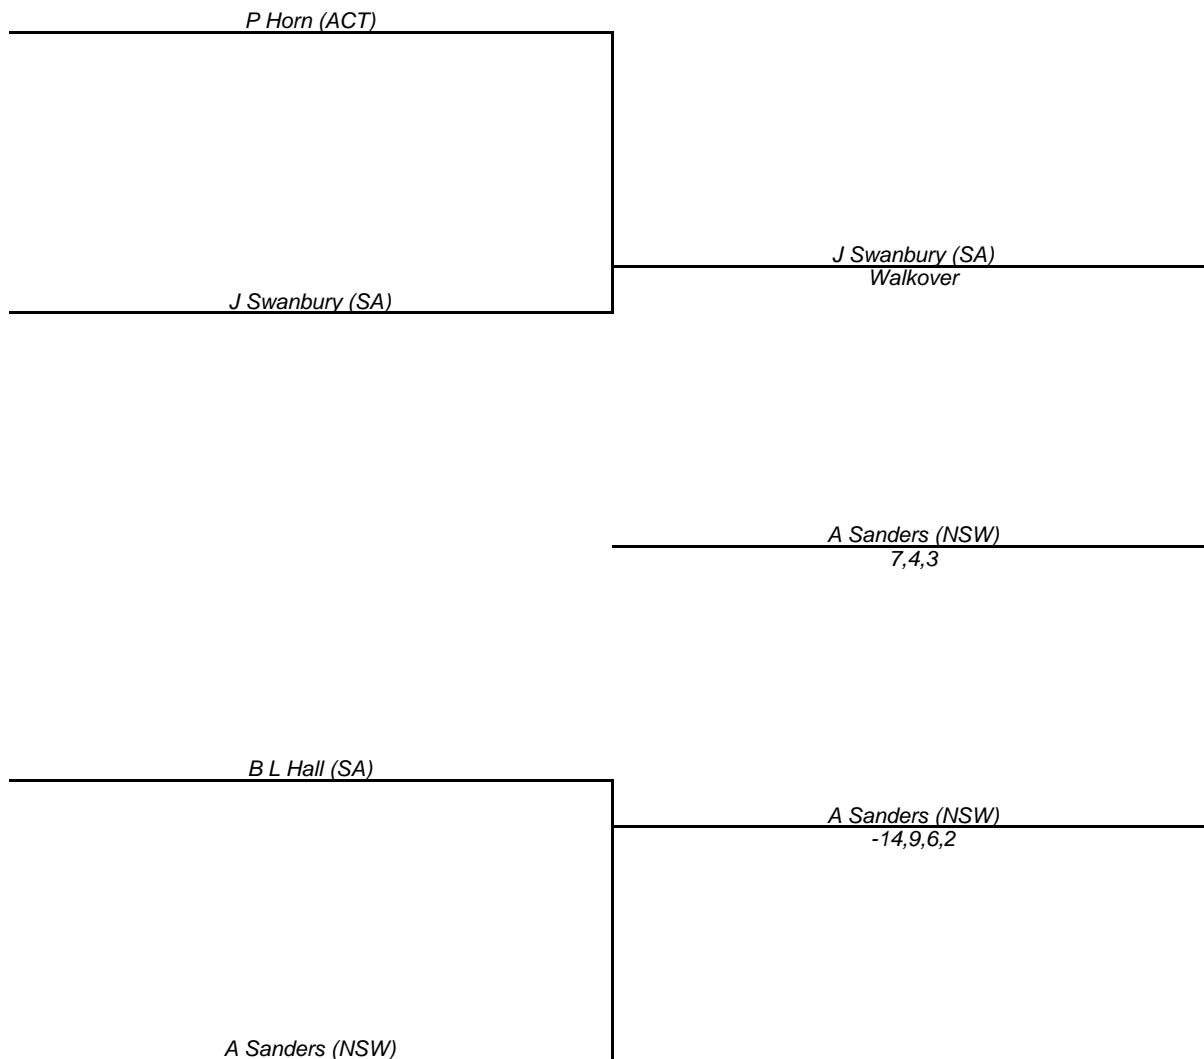 P Horn (ACT)
J Swanbury (SA)
Walkover
J Swanbury (SA)
A Sanders (NSW)
7,4,3
B L Hall (SA)
A Sanders (NSW)
-14,9,6,2
A Sanders (NSW)